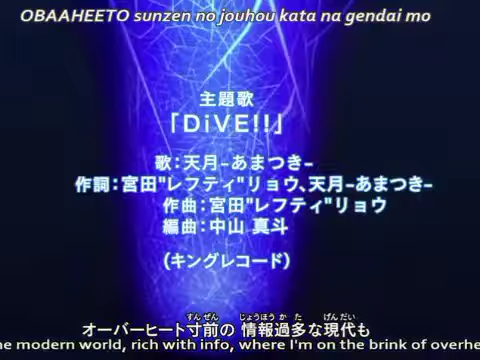 OBAAHEETO sunzen no jouhou kata na gendai mo
主題歌
「DiVE!!」
歌:天月-あまつき-
作詞:宮田"レフティ"リョウ、天月-あまつき-
作曲:宮田"レフティ"リョウ
編曲:中山 真斗
(キングレコード)
すんぜん じょうほう か た げんだい
オーバーヒート寸前の 情報過多な現代も
he modern world, rich with info, where I'm on the brink of overhe